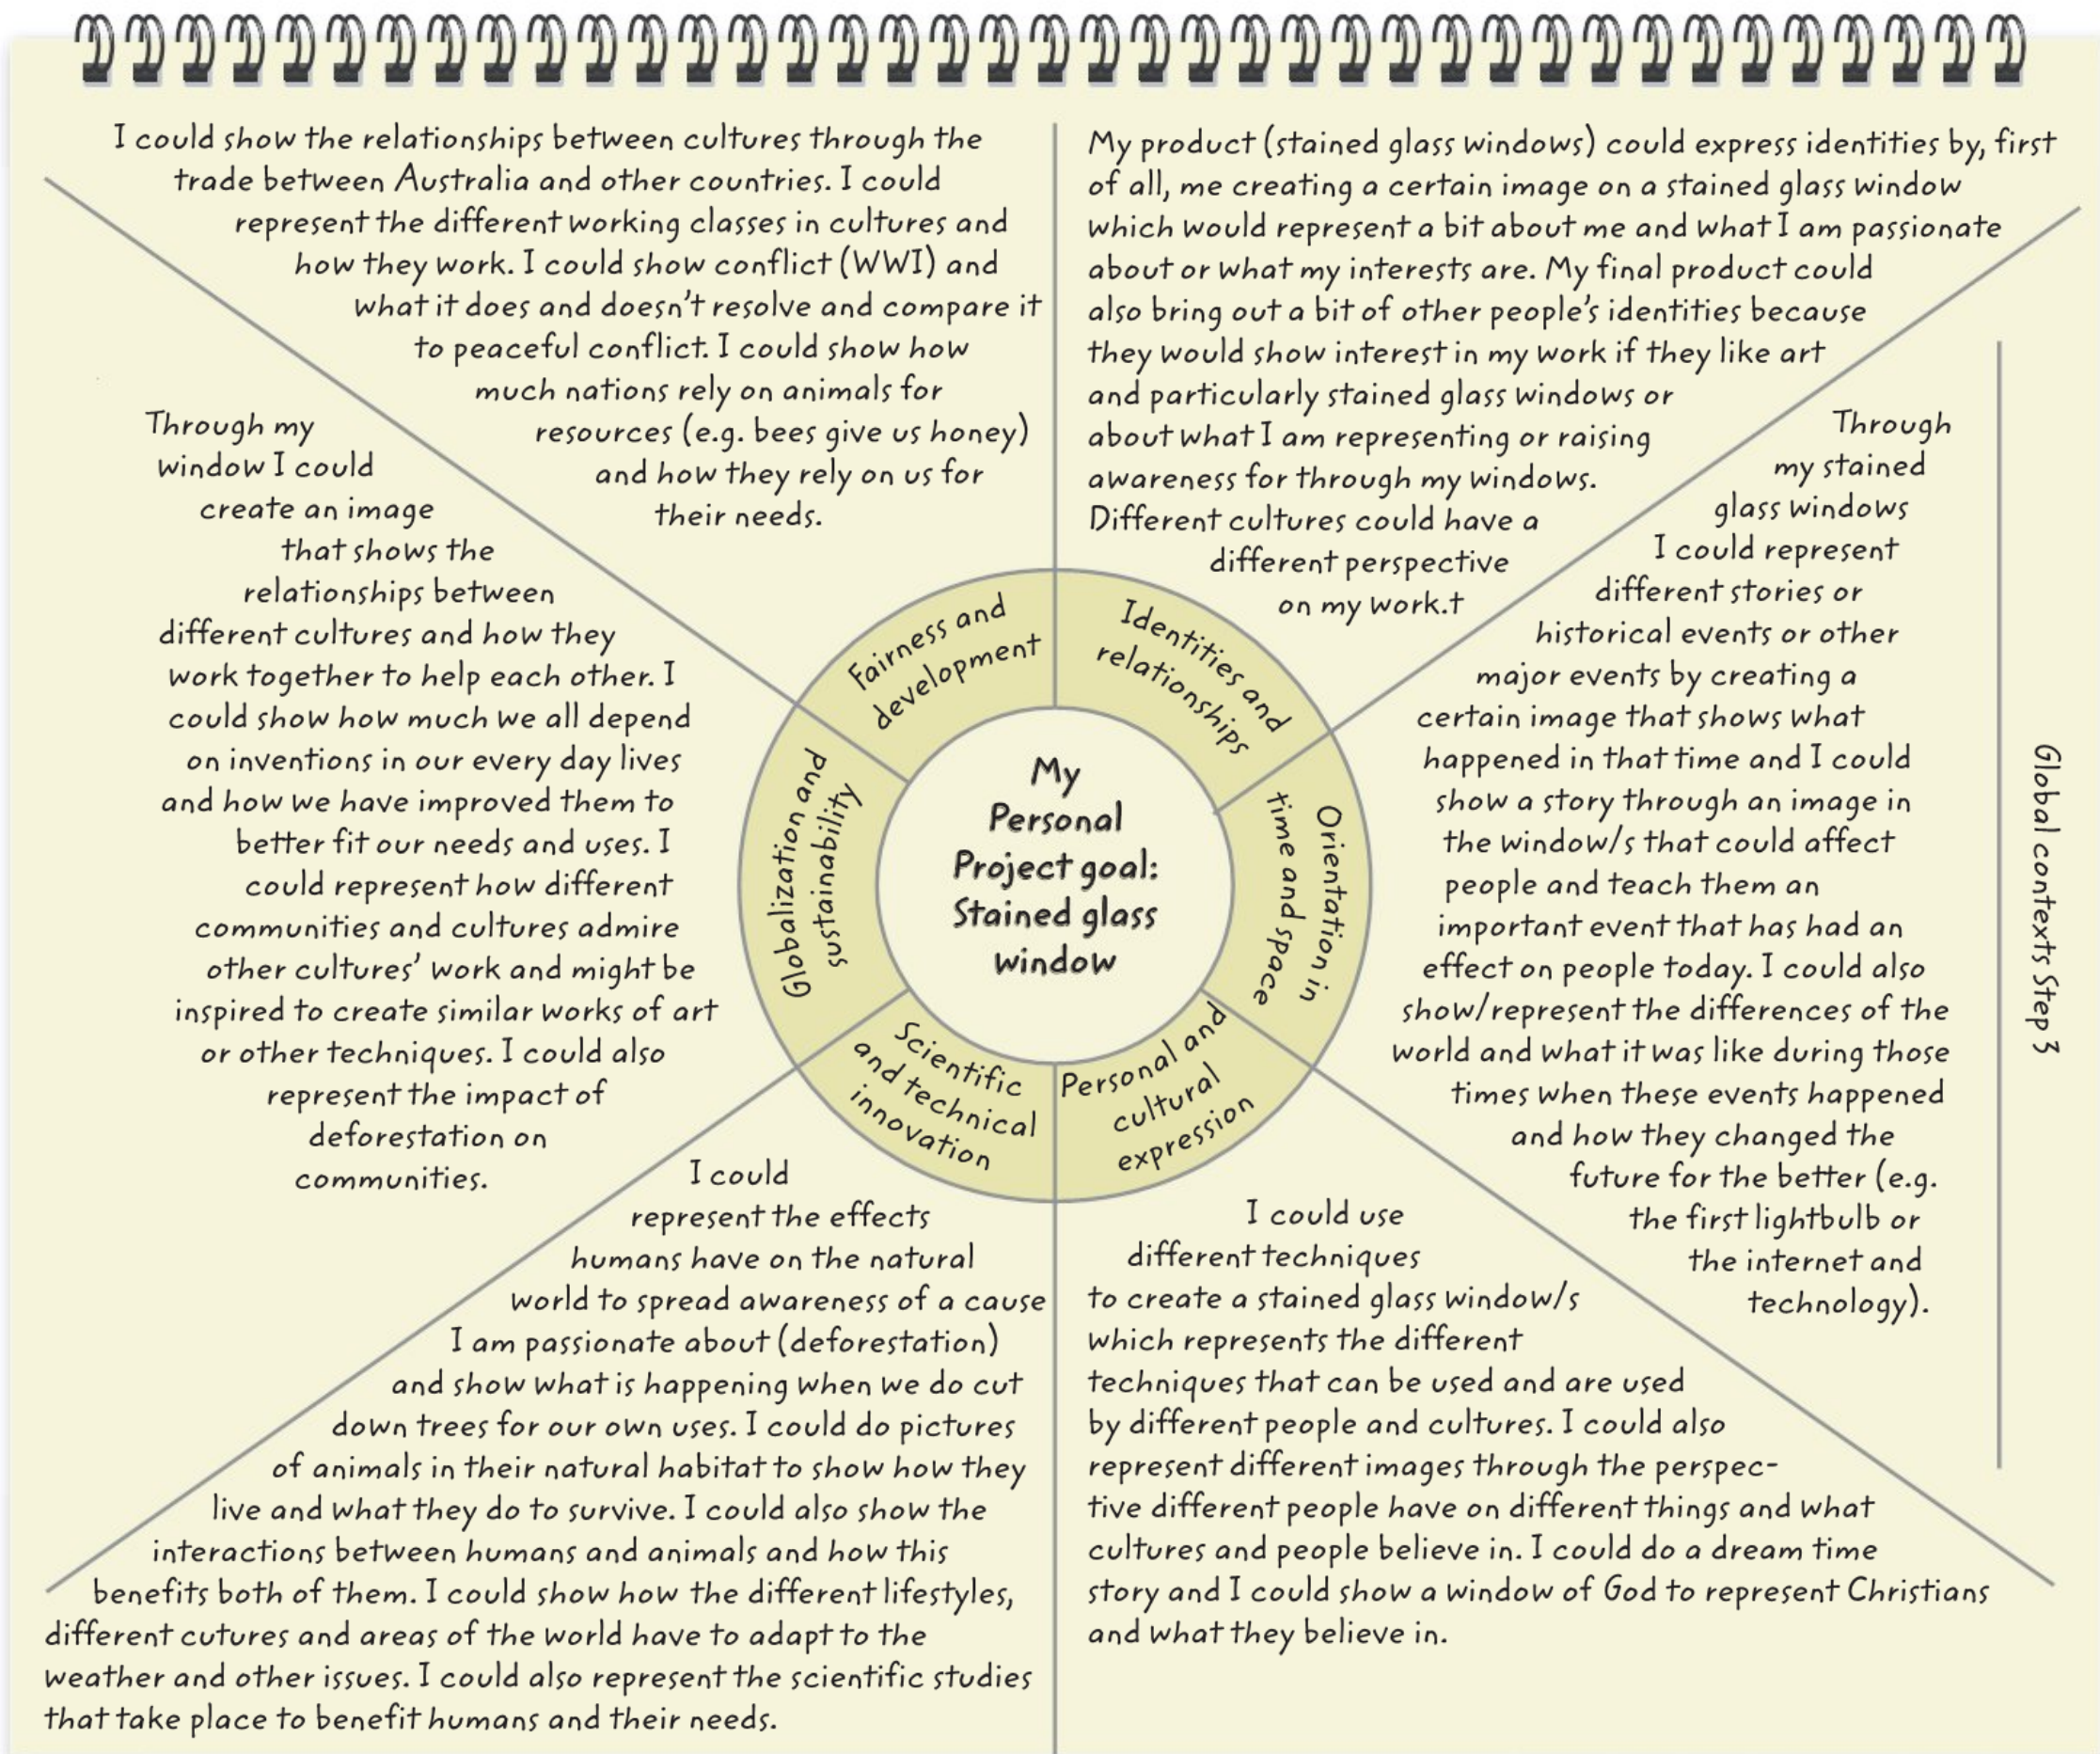 I could show the relationships between cultures through the
trade between Australia and other countries. I could
represent the different working classes in cultures and
how they work. I could show conflict (WWI) and
what it does and doesn't resolve and compare it
to peaceful conflict. I could show how
much nations rely on animals for
resources (e.g. bees give us honey)
and how they rely on us for
their needs.
My product (stained glass windows) could express identities by, first
of all, me creating a certain image on a stained glass window
which would represent a bit about me and what I am passionate
about or what my interests are. My final product could
also bring out a bit of other people's identities because
they would show interest in my work if they like art
and particularly stained glass windows or
about what I am representing or raising
awareness for through my windows.
Different cultures could have a
different perspective
on my work.t
Through my
window I could
create an image
that shows the
relationships between
different cultures and how they
work together to help each other. I
could show how much we all depend
on inventions in our every day lives
and how we have improved them to
better fit our needs and uses. I
could represent how different
communities and cultures admire
other cultures' work and might be
inspired to create similar works of art
or other techniques. I could also
represent the impact of
deforestation on
communities.
Fairness and
development
Identities and
relationships
Globalization and
sustainability
My
Personal
Project goal:
Stained glass
window
Orientation in
time and space
Scientific
and technical
innovation
Personal and
cultural
expression
Through
my stained
glass windows
I could represent
different stories or
historical events or other
major events by creating a
certain image that shows what
happened in that time and I could
show a story through an image in
the window/s that could affect
people and teach them an
important event that has had an
effect on people today. I could also
show/represent the differences of the
world and what it was like during those
times when these events happened
and how they changed the
future for the better (e.g.
the first lightbulb or
the internet and
technology).
Global contexts Step 3
I could
represent the effects
humans have on the natural
world to spread awareness of a cause
I am passionate about (deforestation)
and show what is happening when we do cut
down trees for our own uses. I could do pictures
of animals in their natural habitat to show how they
live and what they do to survive. I could also show the
interactions between humans and animals and how this
benefits both of them. I could show how the different lifestyles,
different cutures and areas of the world have to adapt to the
weather and other issues. I could also represent the scientific studies
that take place to benefit humans and their needs.
I could use
different techniques
to create a stained glass window/s
which represents the different
techniques that can be used and are used
by different people and cultures. I could also
represent different images through the perspec-
tive different people have on different things and what
cultures and people believe in. I could do a dream time
story and I could show a window of God to represent Christians
and what they believe in.